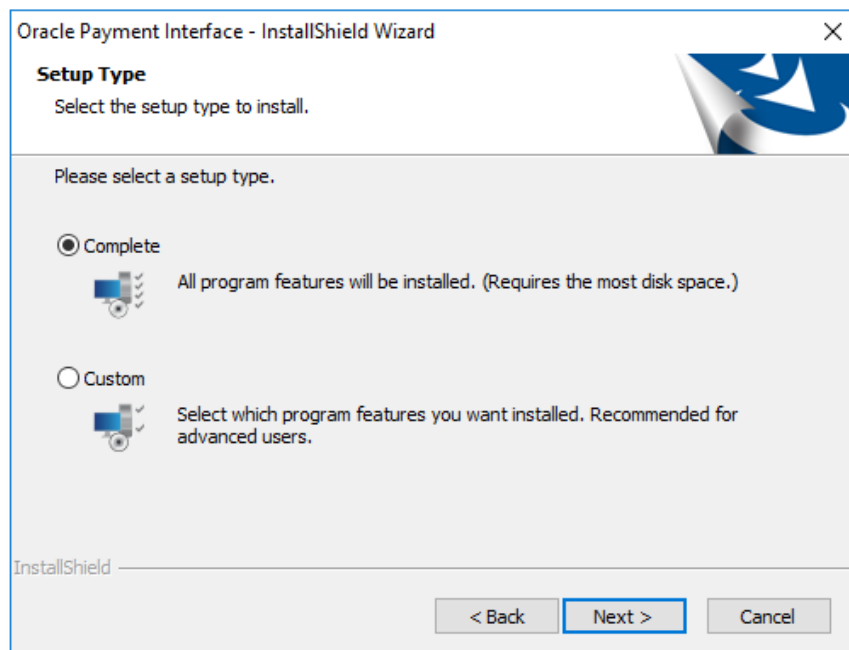 Oracle Payment Interface - InstallShield Wizard
Setup Type
Select the setup type to install.
Please select a setup type.
Complete
All program features will be installed. (Requires the most disk space.)
Custom
Select which program features you want installed. Recommended for
advanced users.
InstallShield
< Back
Next >
Cancel